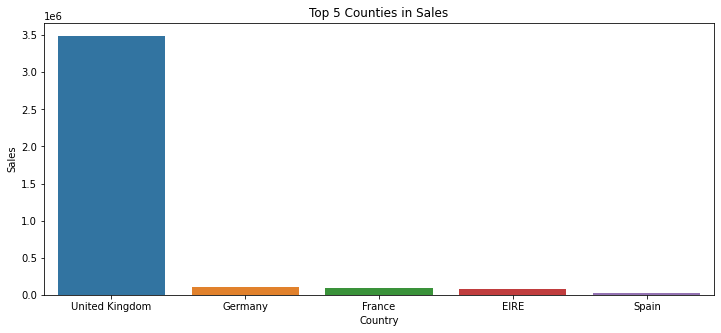 Top 5 Counties in Sales
1e6
3.5
3.0
2.5
2.0
1.5
1.0
0.5
0.0
Sales
United Kingdom Germany France EIRE Spain
Country